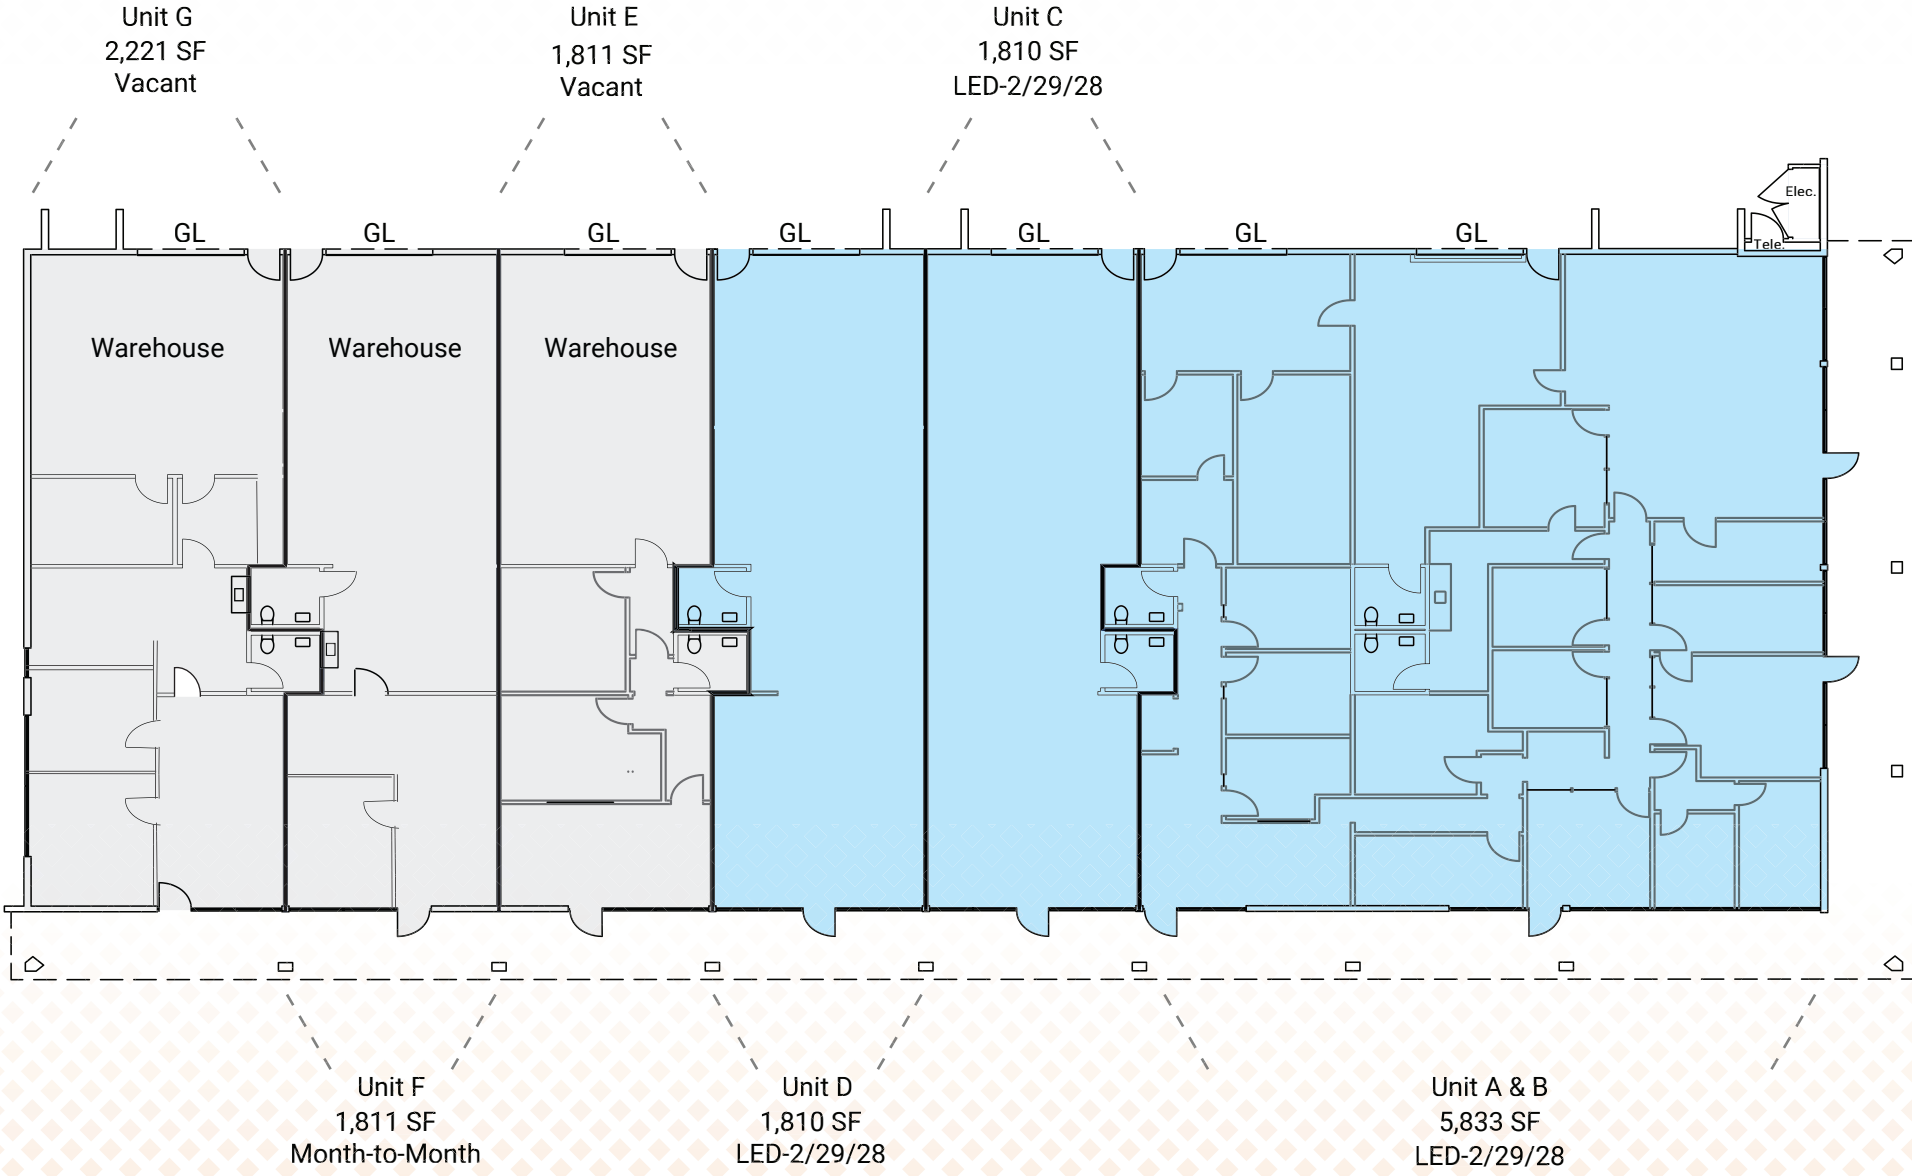 Unit G
2,221 SF
Vacant
Unit E
1,811 SF
Vacant
Unit C
1,810 SF
LED-2/29/28
Elec.
Tele.
GL
GL
GL
GL
GL
GL
GL
Warehouse
Warehouse
Warehouse
Unit F
1,811 SF
Month-to-Month
Unit D
1,810 SF
LED-2/29/28
Unit A & B
5,833 SF
LED-2/29/28